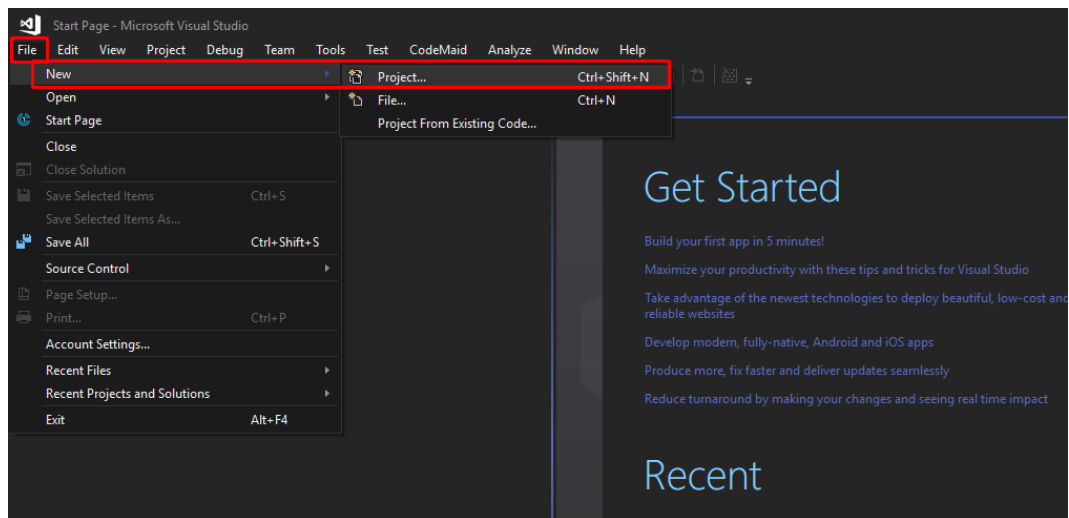 Start Page - Microsoft Visual Studio
File Edit View Project Debug Team Tools Test CodeMaid Analyze Window Help
New
Project... Ctrl+Shift+N
Open
File... Ctrl+N
Start Page
Project From Existing Code...
Close
Close Solution
Save Selected Items Ctrl+S
Save Selected Items As...
Save All Ctrl+Shift+S
Source Control
Page Setup...
Print... Ctrl+P
Account Settings...
Recent Files
Recent Projects and Solutions
Exit Alt+F4
Get Started
Build your first app in 5 minutes!
Maximize your productivity with these tips and tricks for Visual Studio
Take advantage of the newest technologies to deploy beautiful, low-cost and
reliable websites
Develop modern, fully-native, Android and iOS apps
Produce more, fix faster and deliver updates seamlessly
Reduce turnaround by making your changes and seeing real time impact
Recent